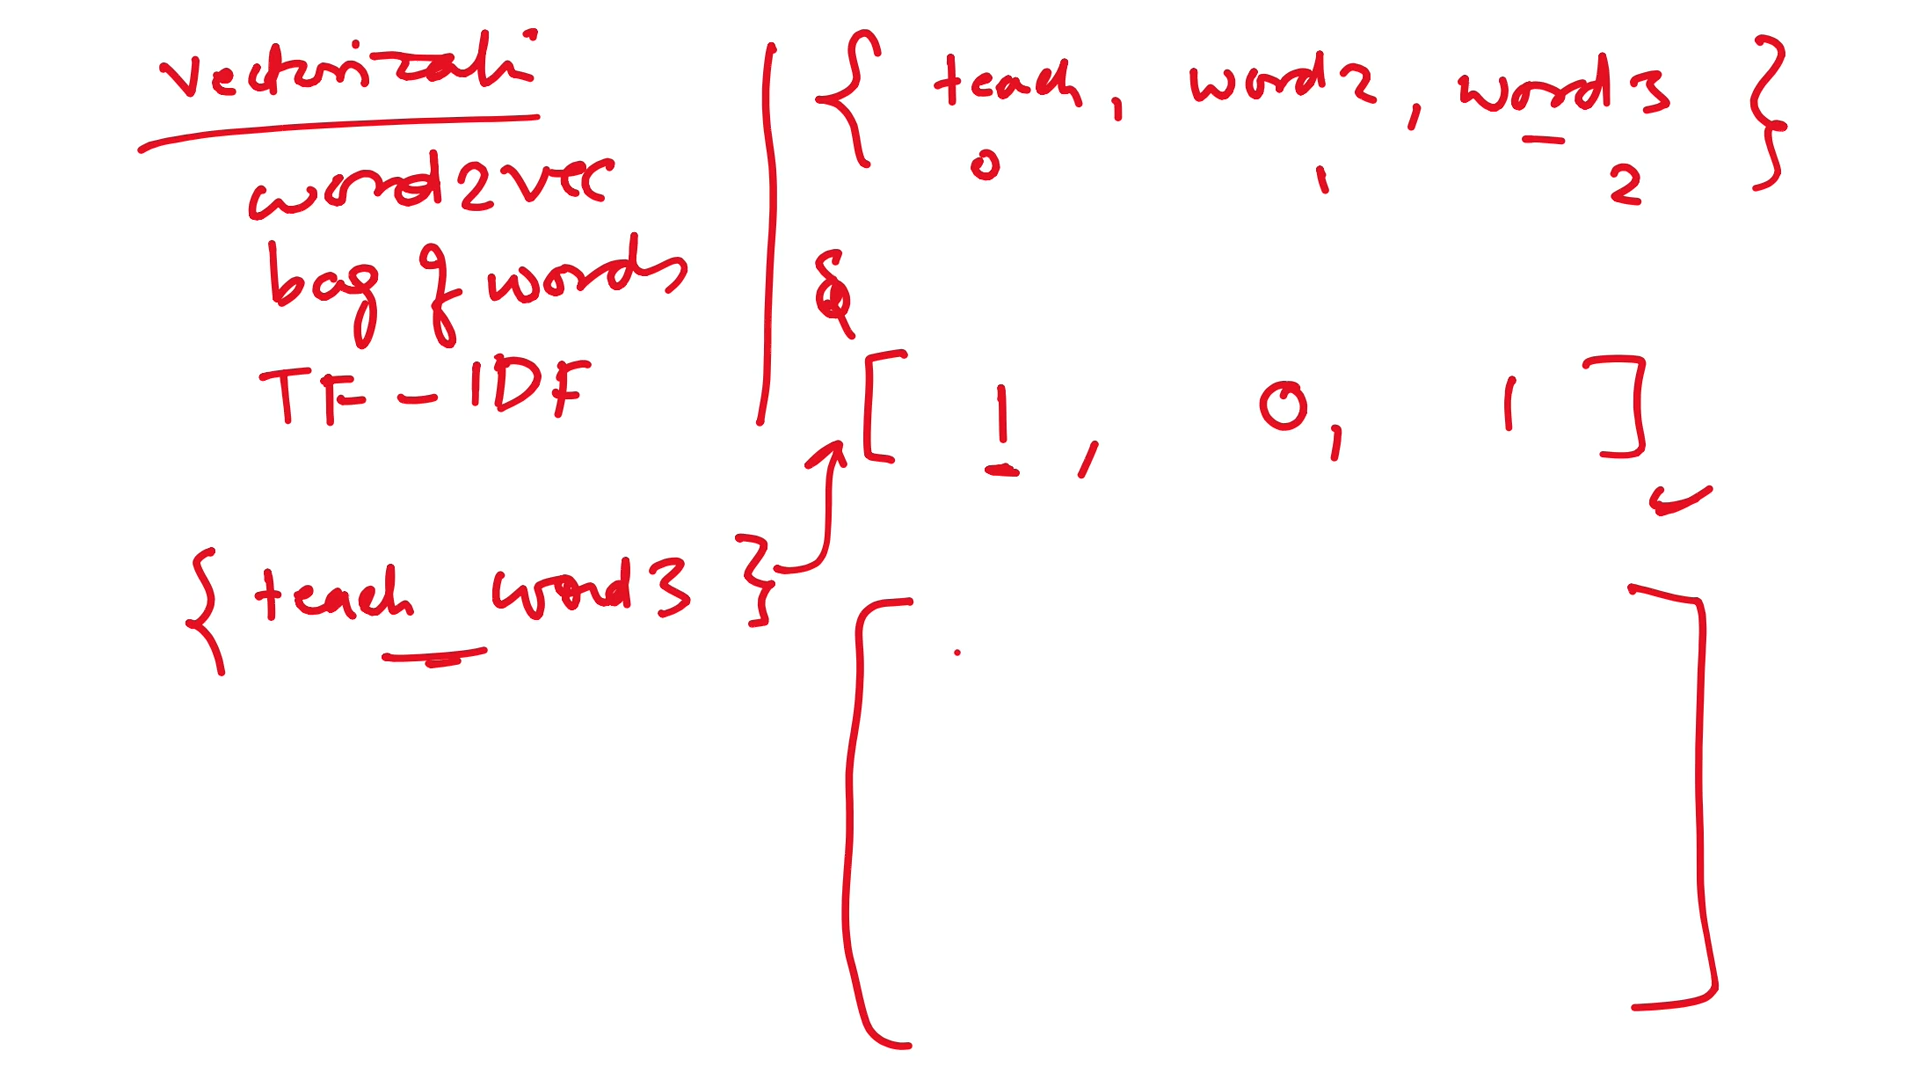 vectorizati
word2vec
bag of words
TF-IDF
{ teach, word2, word3 }
0 1 2
[ 1, 0, 1 ]
{ teach word3 }